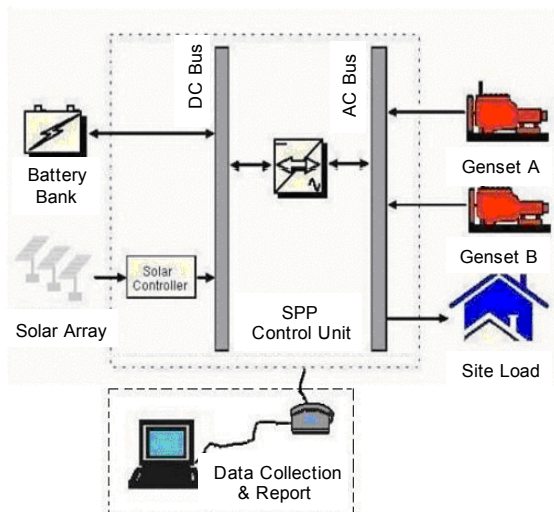 DC Bus
AC Bus
Battery
Bank
Genset A
Solar
Controller
Genset B
Solar Array
SPP
Control Unit
Site Load
Data Collection
& Report